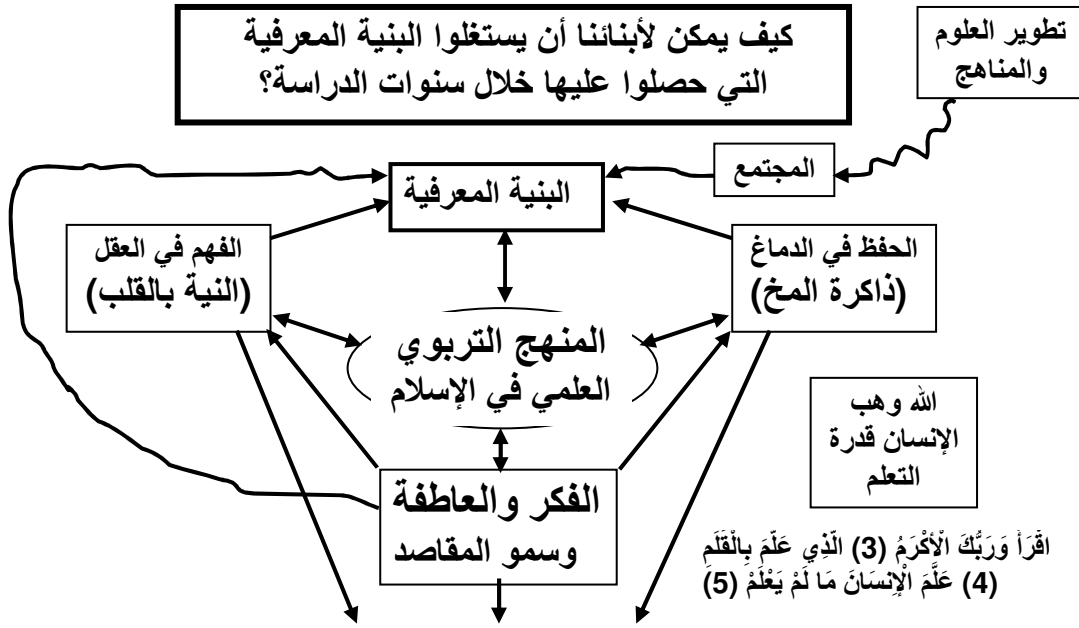 كيف يمكن لأبنائنا أن يستغلوا البنية المعرفية
التي حصلوا عليها خلال سنوات الدراسة؟
تطوير العلوم
والمناهج
المجتمع
البنية المعرفية
الحفظ في الدماغ
(ذاكرة المخ)
الفهم في العقل
(النية بالقلب)
المنهج التربوي
العلمي في الإسلام
الله وهب
الإنسان قدرة
التعلم
الفكر والعاطفة
وسمو المقاصد
اقْرَأْ وَرَبُّكَ الْأَكْرَمُ (3) الَّذِي عَلَّمَ بِالْقَلَمِ
(4) عَلَّمَ الْإِنسَانَ مَا لَمْ يَعْلَمْ (5)